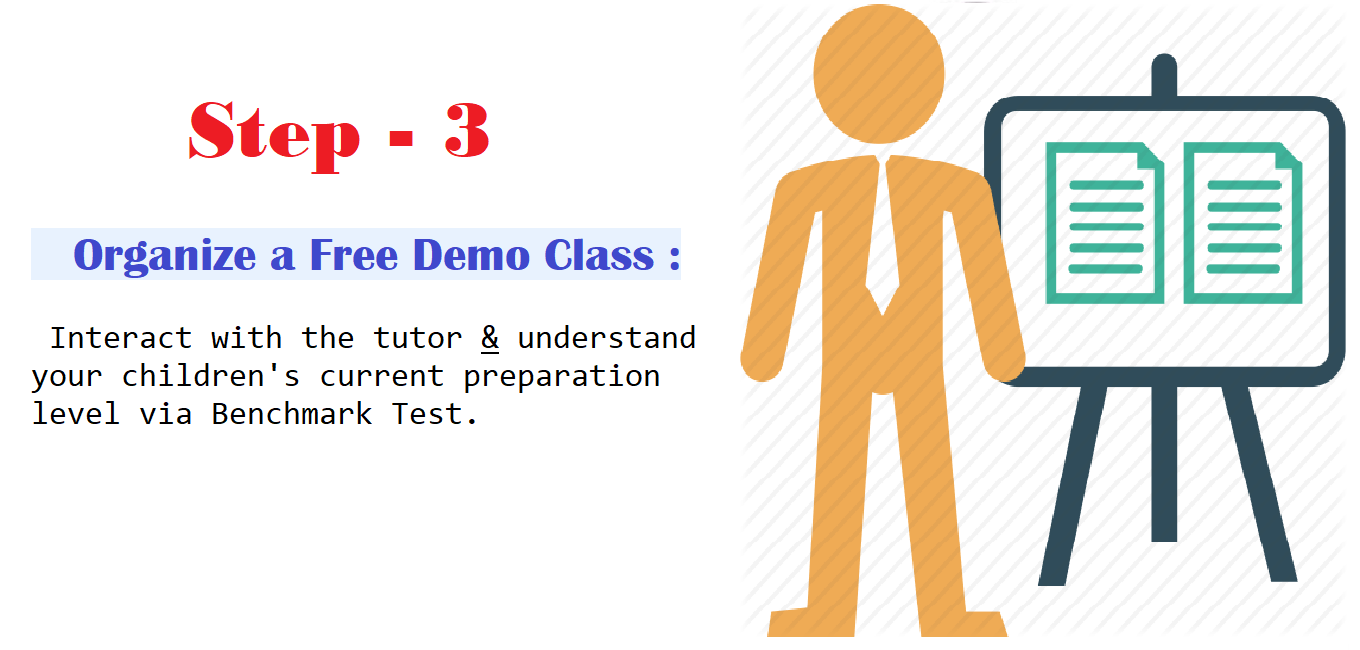 Step - 3
Organize a Free Demo Class :
Interact with the tutor & understand
your children's current preparation
level via Benchmark Test.